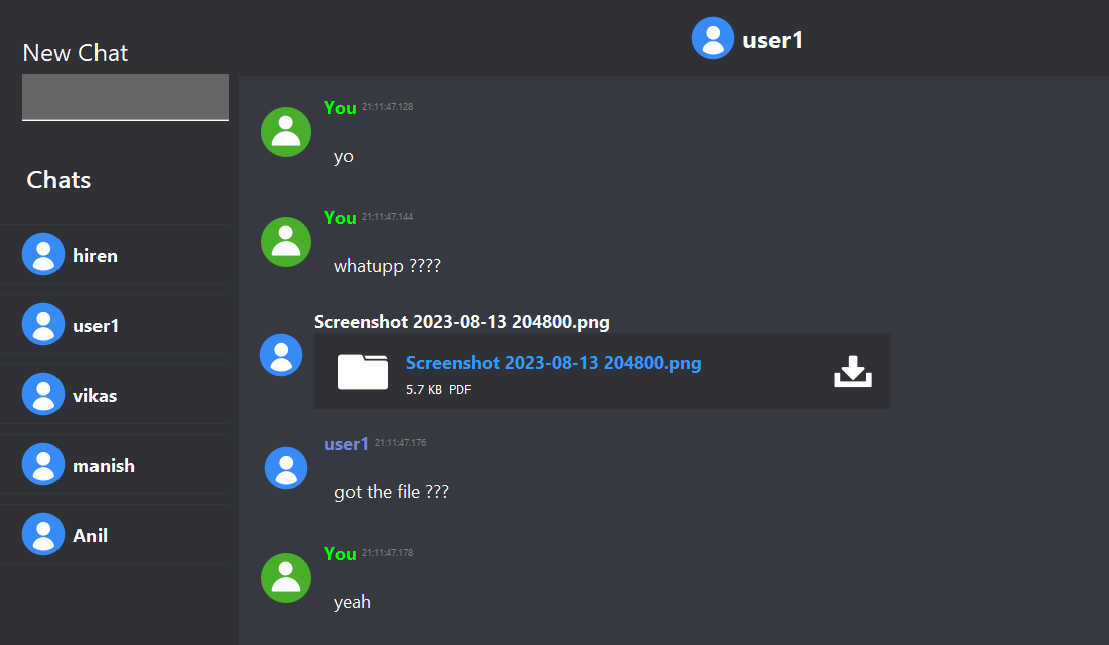 New Chat
Chats
hiren
user1
vikas
manish
Anil
user1
You 21:11:47.128
yo
You 21:11:47.144
whatupp ????
Screenshot 2023-08-13 204800.png
Screenshot 2023-08-13 204800.png
5.7 KB PDF
user1 21:11:47.176
got the file ???
You 21:11:47.178
yeah